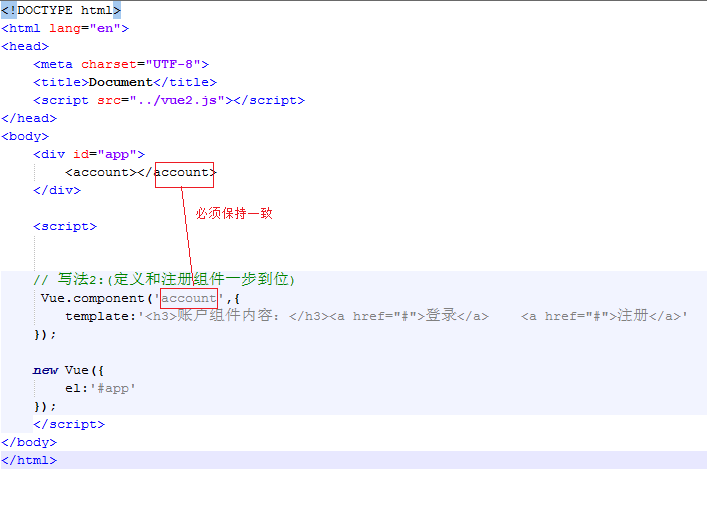 <!DOCTYPE html>
<html lang="en">
<head>
    <meta charset="UTF-8">
    <title>Document</title>
    <script src="../vue2.js"></script>
</head>
<body>
    <div id="app">
        <account></account>
    </div>
必须保持一致
    <script>
    // 写法2:(定义和注册组件一步到位)
     Vue.component('account',{
        template:'<h3>账户组件内容：</h3><a href="#">登录</a>    <a href="#">注册</a>'
    });
    new Vue({
        el:'#app'
    });
    </script>
</body>
</html>